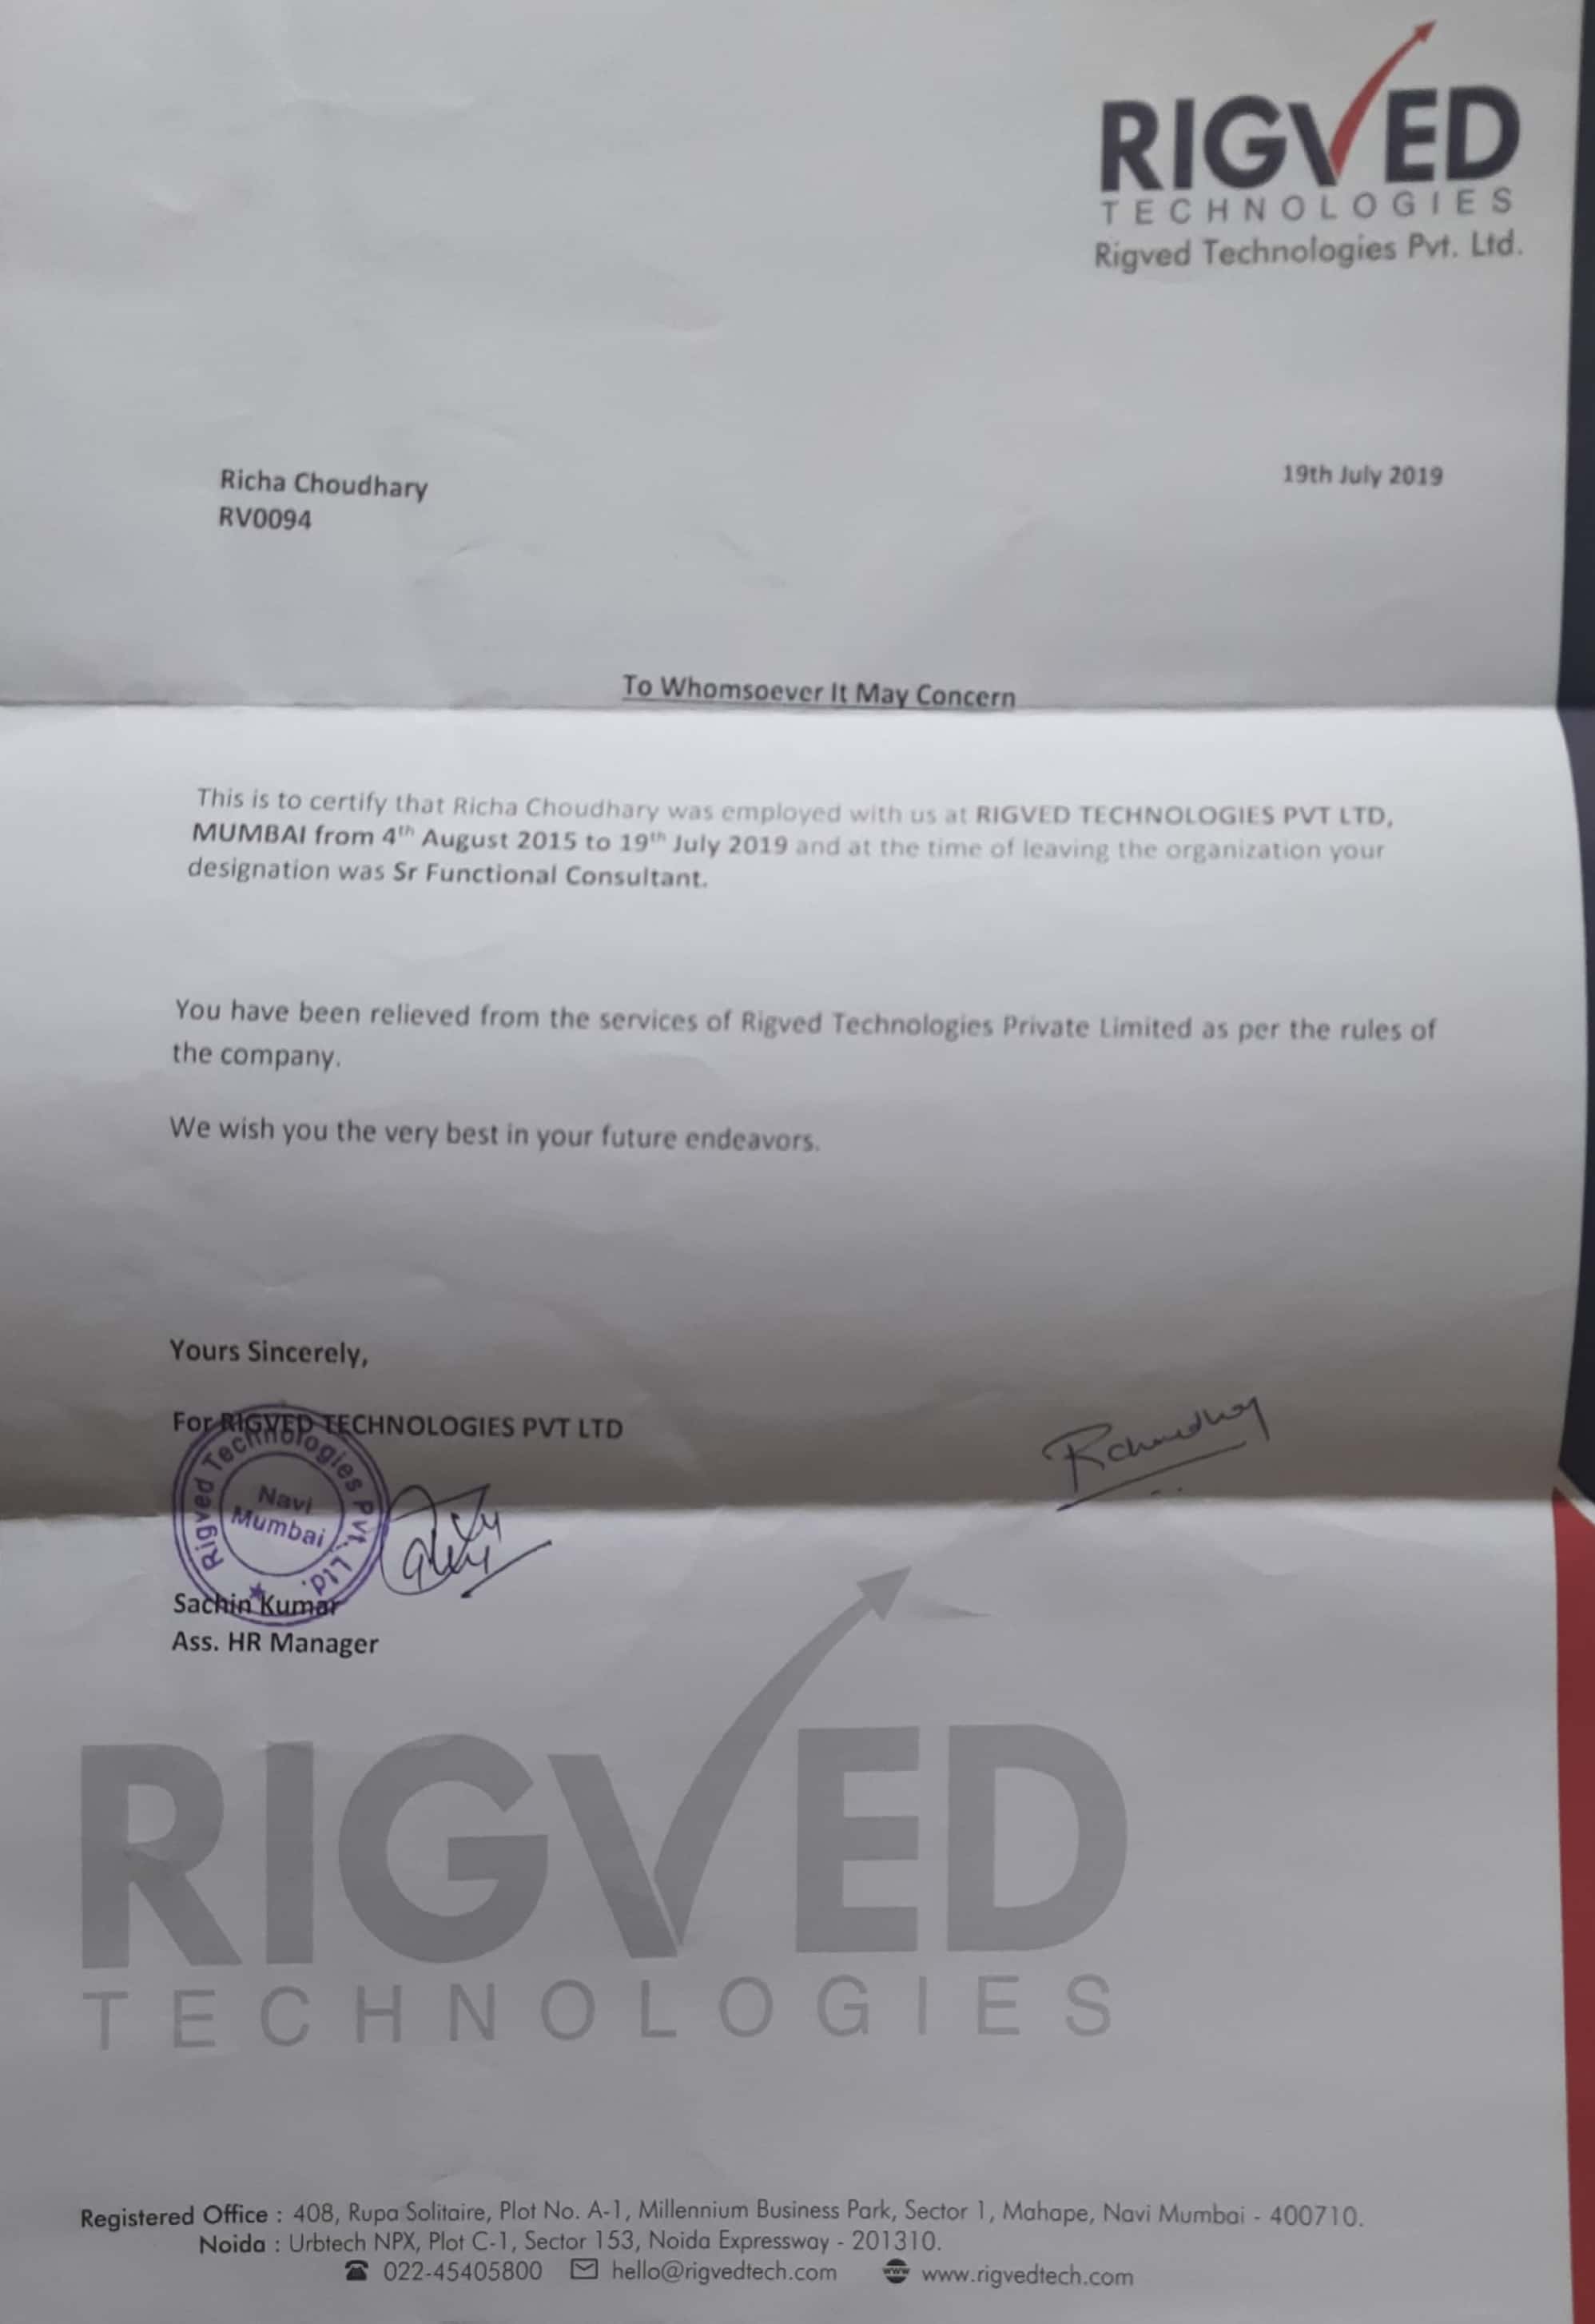 RIGVED
TECHNOLOGIES
Rigved Technologies Pvt. Ltd.
Richa Choudhary
RV0094
19th July 2019
To Whomsoever It May Concern
This is to certify that Richa Choudhary was employed with us at RIGVED TECHNOLOGIES PVT LTD,
MUMBAI from 4th August 2015 to 19th July 2019 and at the time of leaving the organization your
designation was Sr Functional Consultant.
You have been relieved from the services of Rigved Technologies Private Limited as per the rules of
the company.
We wish you the very best in your future endeavors.
Yours Sincerely,
For RIGVED TECHNOLOGIES PVT LTD
Rigved Technologies Pvt. Ltd.
Navi
Mumbai
Rchoudhary
Sachin Kumar
Ass. HR Manager
RIGVED
TECHNOLOGIES
Registered Office : 408, Rupa Solitaire, Plot No. A-1, Millennium Business Park, Sector 1, Mahape, Navi Mumbai - 400710.
Noida : Urbtech NPX, Plot C-1, Sector 153, Noida Expressway - 201310.
022-45405800 hello@rigvedtech.com www.rigvedtech.com